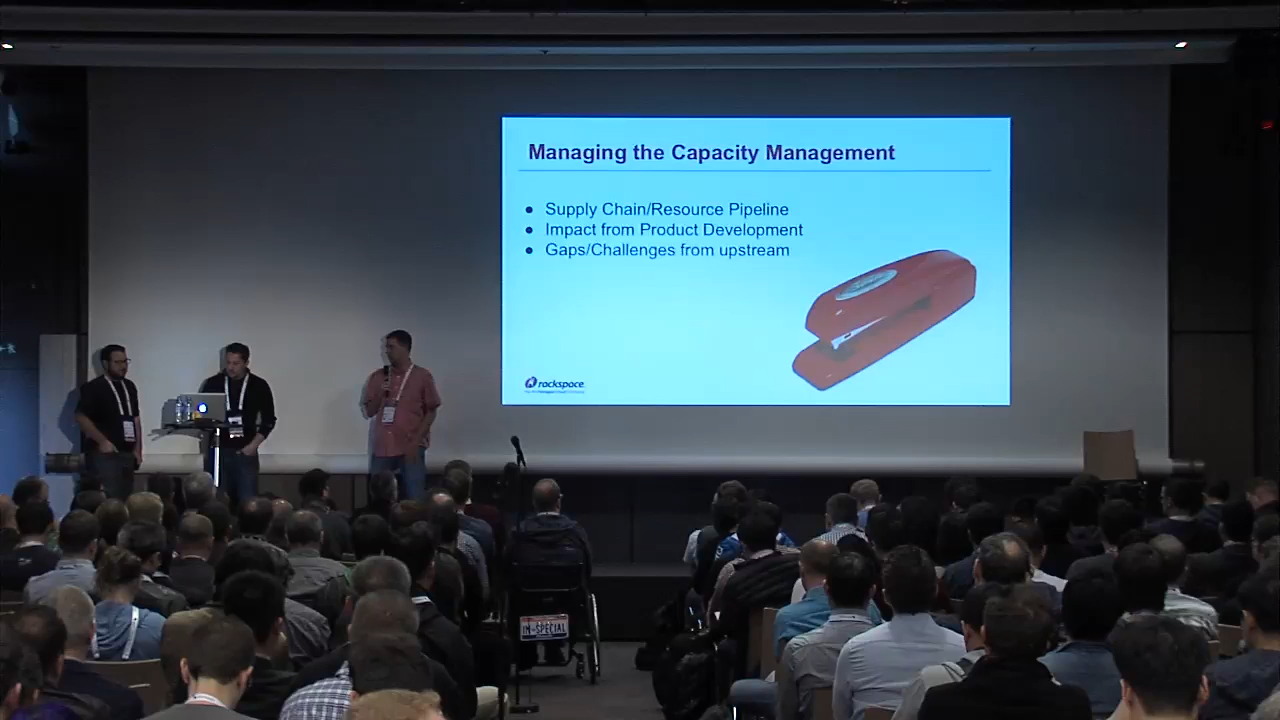 Managing the Capacity Management
● Supply Chain/Resource Pipeline
● Impact from Product Development
● Gaps/Challenges from upstream
rackspace
IN-SPECIAL